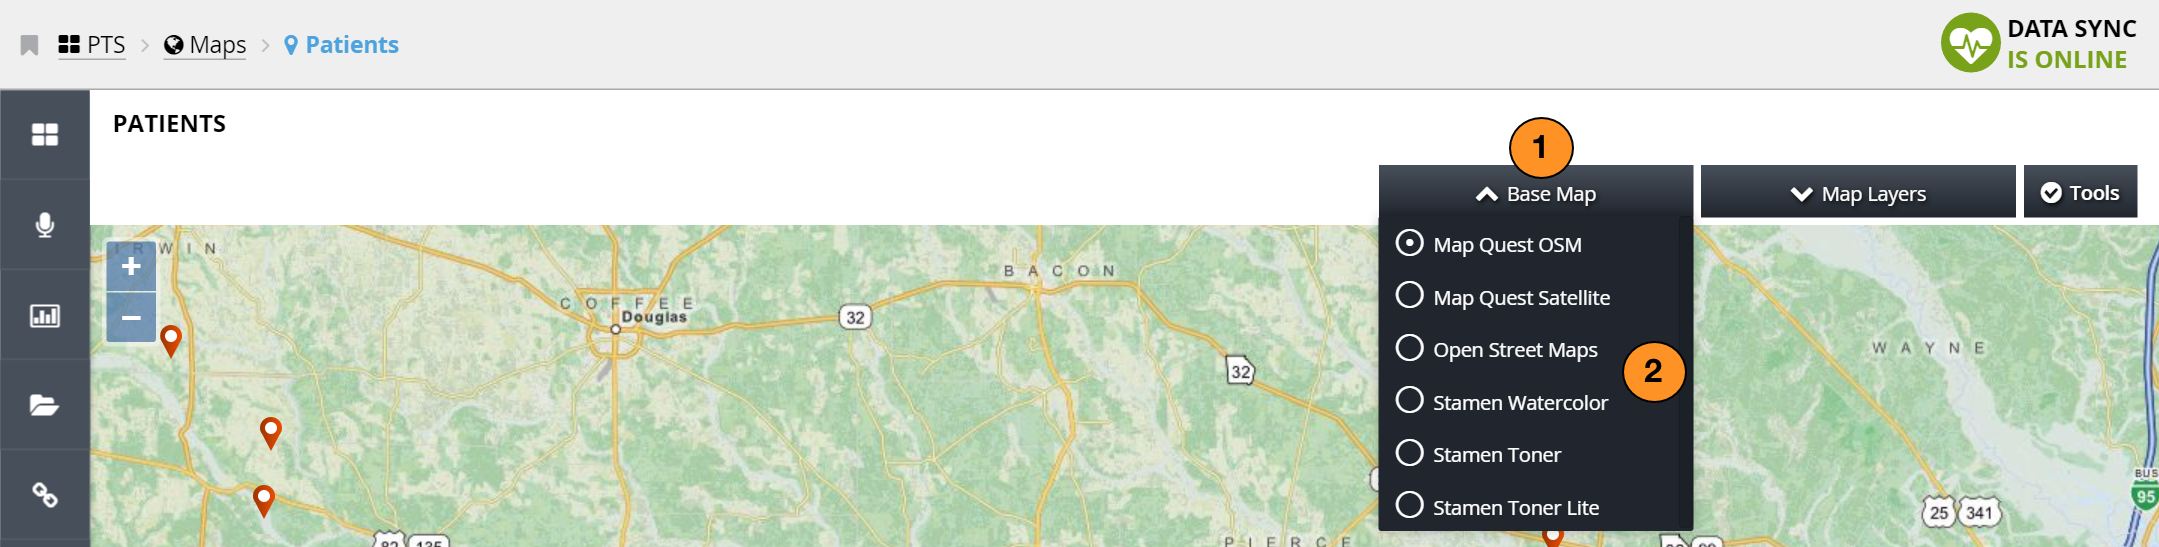 PTS > Maps > Patients
DATA SYNC
IS ONLINE
PATIENTS
1
Base Map
Map Layers
Tools
Map Quest OSM
Map Quest Satellite
Open Street Maps
Stamen Watercolor
Stamen Toner
Stamen Toner Lite
2
+
−
IRWIN
COFFEE
Douglas
BACON
32
32
WAYNE
BUS
95
25 341
82 135
PIERCE